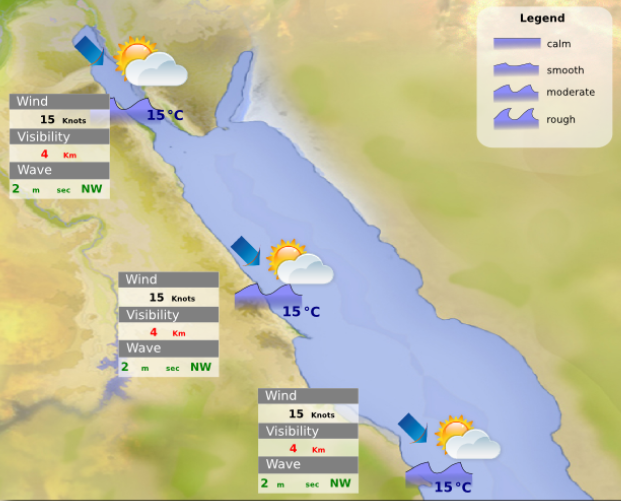 Legend
calm
smooth
moderate
rough
Wind
15 Knots
Visibility
4 Km
Wave
2 m sec NW
15 °C
Wind
15 Knots
Visibility
4 Km
Wave
2 m sec NW
15 °C
Wind
15 Knots
Visibility
4 Km
Wave
2 m sec NW
15 °C